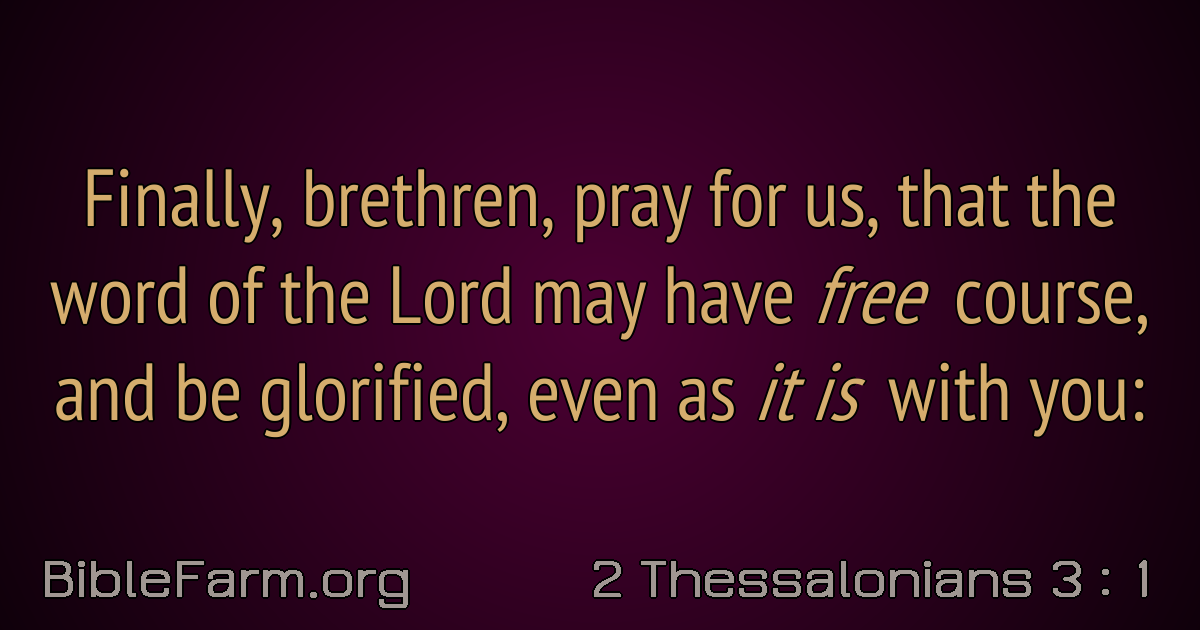 Finally, brethren, pray for us, that the
word of the Lord may have free course,
and be glorified, even as it is with you:
BibleFarm.org
2 Thessalonians 3 : 1